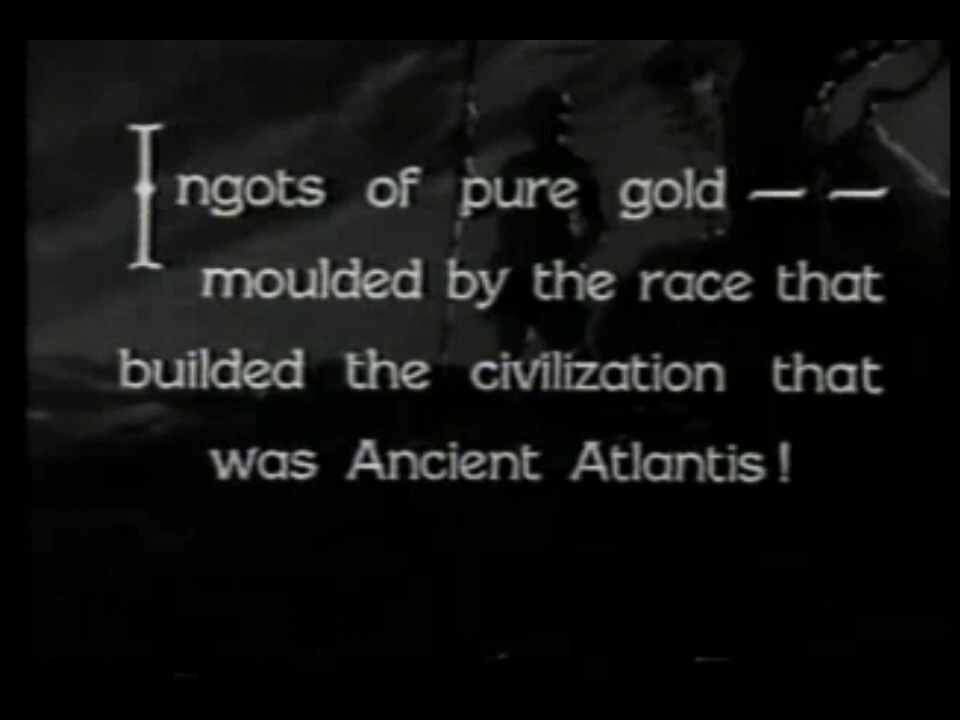 Ingots of pure gold — —
moulded by the race that
builded the civilization that
was Ancient Atlantis!